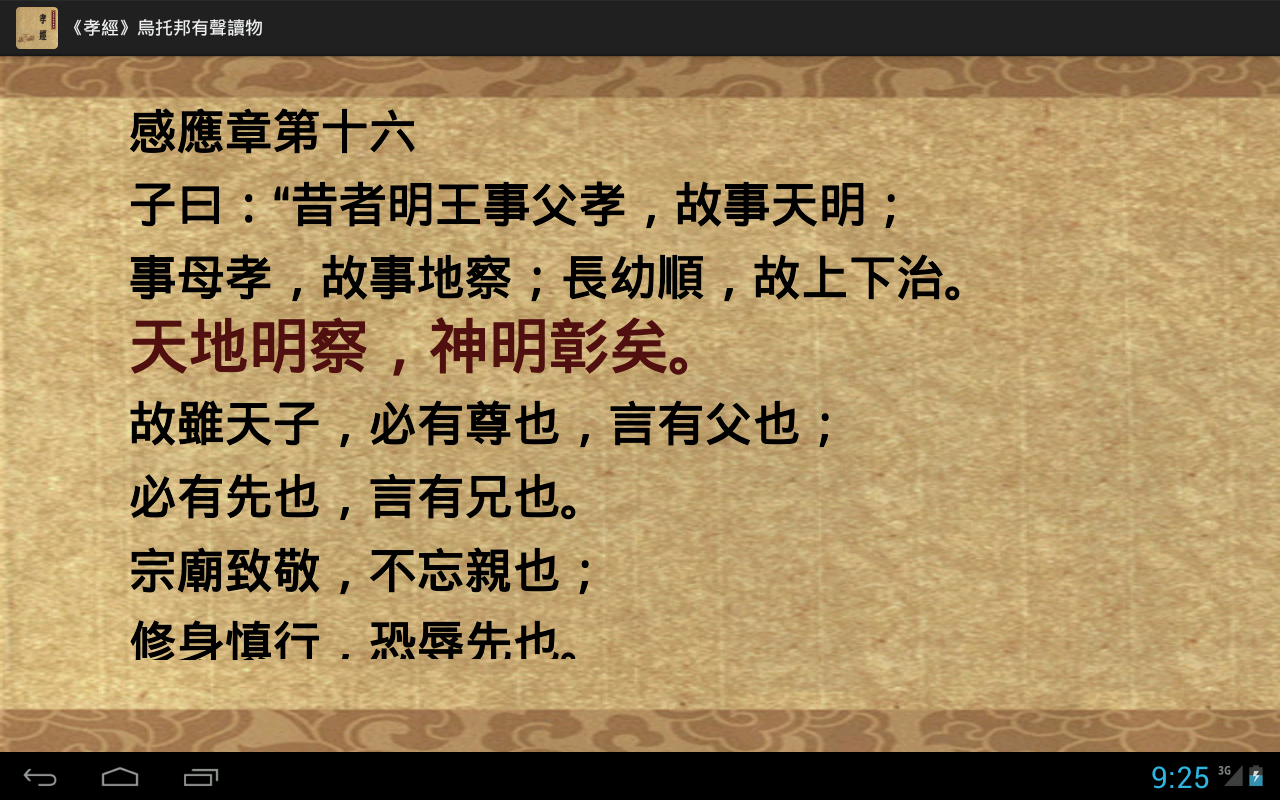 《孝經》烏托邦有聲讀物
感應章第十六
子曰：“昔者明王事父孝，故事天明；
事母孝，故事地察；長幼順，故上下治。
天地明察，神明彰矣。
故雖天子，必有尊也，言有父也；
必有先也，言有兄也。
宗廟致敬，不忘親也；
修身慎行，恐辱先也。
9:25
3G